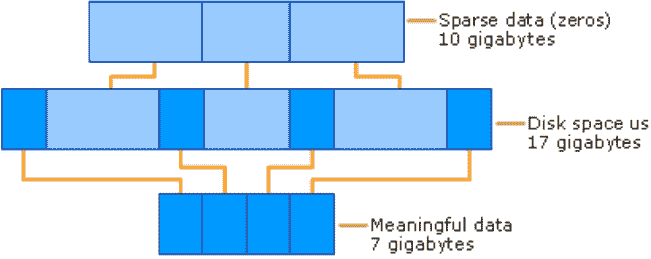 Sparse data (zeros)
10 gigabytes
Disk space us
17 gigabytes
Meaningful data
7 gigabytes